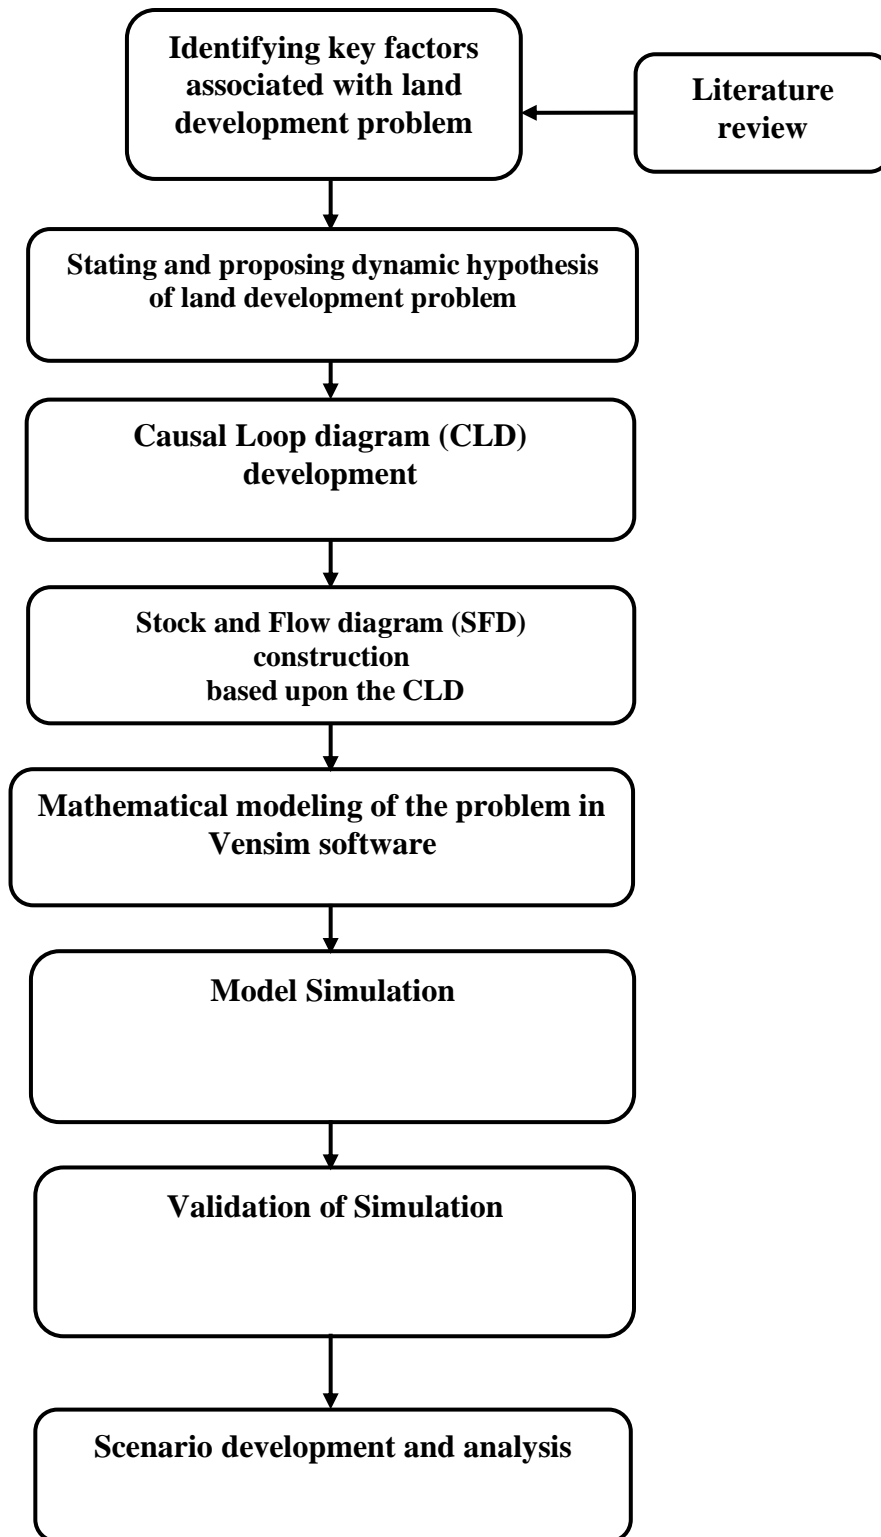 Identifying key factors
associated with land
development problem
Literature
review
Stating and proposing dynamic hypothesis
of land development problem
Causal Loop diagram (CLD)
development
Stock and Flow diagram (SFD)
construction
based upon the CLD
Mathematical modeling of the problem in
Vensim software
Model Simulation
Validation of Simulation
Scenario development and analysis